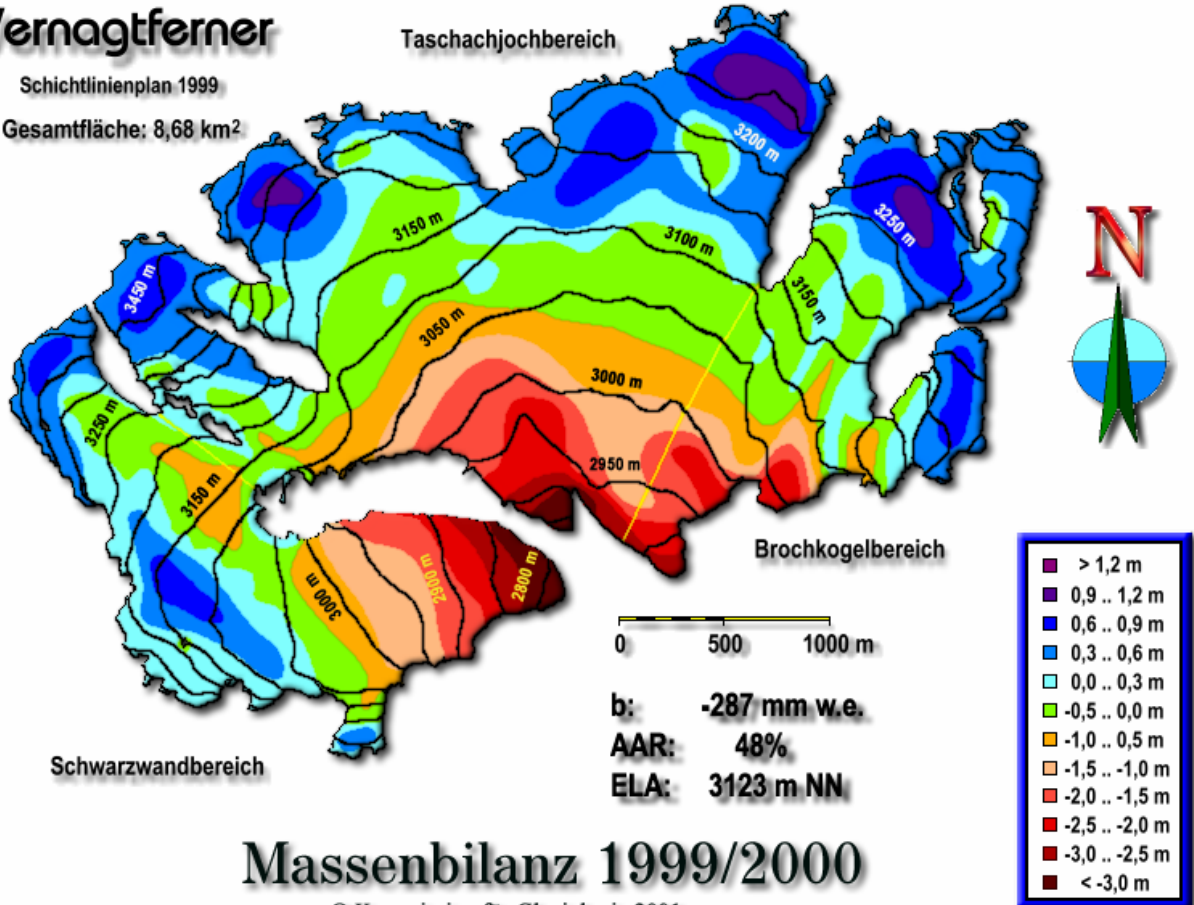 Vernagtferner
Schichtlinienplan 1999
Gesamtfläche: 8,68 km²
Taschachjochbereich
3200 m
3250 m
3150 m
3100 m
3150 m
3450 m
3050 m
3000 m
3250 m
2950 m
3150 m
3000 m
2900 m
2800 m
N
Brochkogelbereich
0 500 1000 m
b: -287 mm w.e.
AAR: 48%
ELA: 3123 m NN
Schwarzwandbereich
> 1,2 m
0,9 .. 1,2 m
0,6 .. 0,9 m
0,3 .. 0,6 m
0,0 .. 0,3 m
-0,5 .. 0,0 m
-1,0 .. 0,5 m
-1,5 .. -1,0 m
-2,0 .. -1,5 m
-2,5 .. -2,0 m
-3,0 .. -2,5 m
< -3,0 m
Massenbilanz 1999/2000